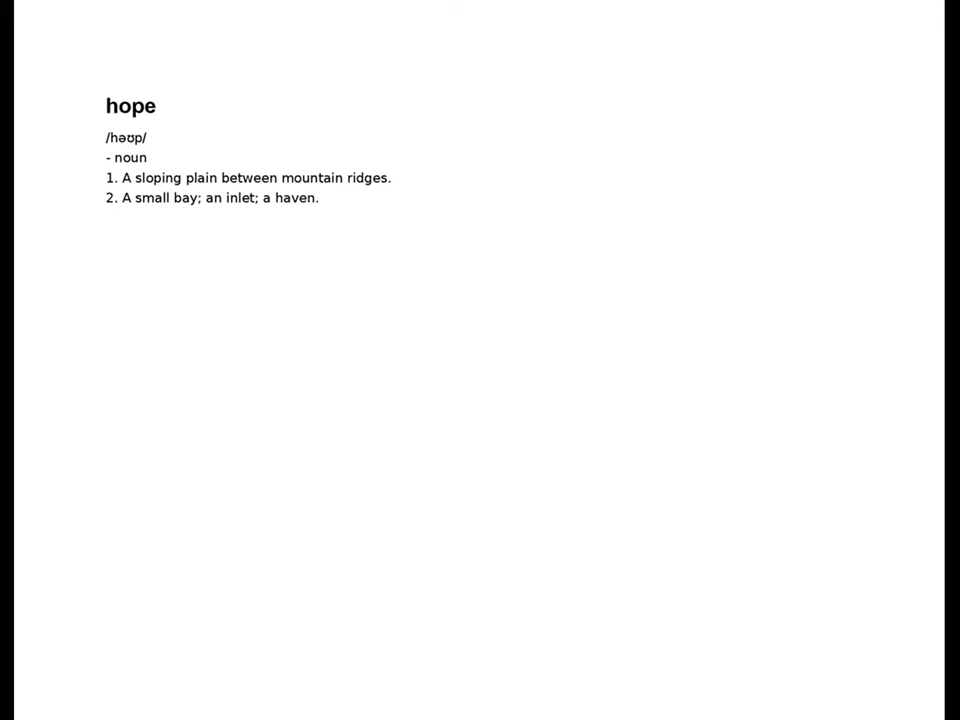 hope
/həʊp/
- noun
1. A sloping plain between mountain ridges.
2. A small bay; an inlet; a haven.